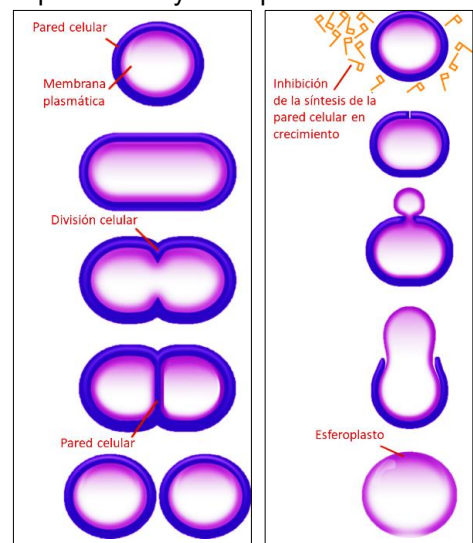 Pared celular
Membrana
plasmática
División celular
Pared celular
Inhibición
de la síntesis de la
pared celular en
crecimiento
Esferoplasto